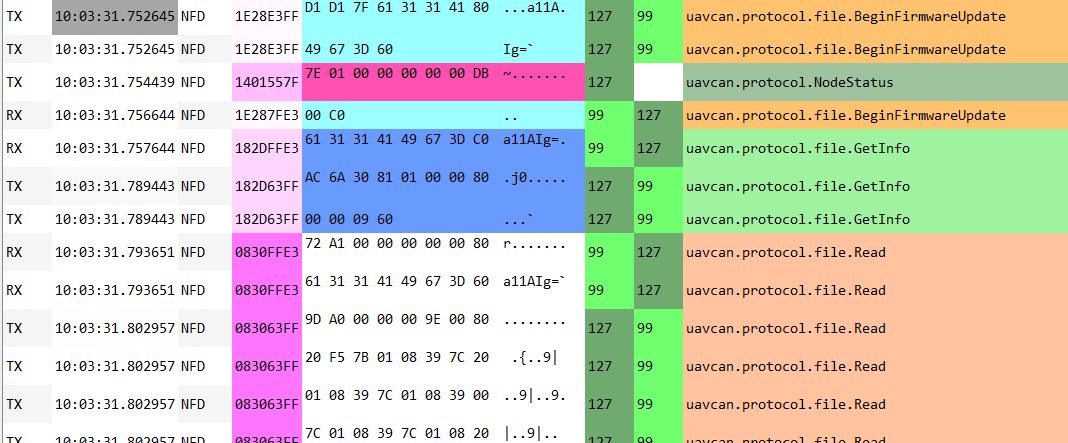 TX 10:03:31.752645 NFD 1E28E3FF D1 D1 7F 61 31 31 41 80 ...a11A. 127 99 uavcan.protocol.file.BeginFirmwareUpdate
TX 10:03:31.752645 NFD 1E28E3FF 49 67 3D 60 Ig=` 127 99 uavcan.protocol.file.BeginFirmwareUpdate
TX 10:03:31.754439 NFD 1401557F 7E 01 00 00 00 00 00 DB ~....... 127 uavcan.protocol.NodeStatus
RX 10:03:31.756644 NFD 1E287FE3 00 C0 .. 99 127 uavcan.protocol.file.BeginFirmwareUpdate
RX 10:03:31.757644 NFD 182DFFE3 61 31 31 41 49 67 3D C0 a11AIg=. 99 127 uavcan.protocol.file.GetInfo
TX 10:03:31.789443 NFD 182D63FF AC 6A 30 81 01 00 00 80 .j0..... 127 99 uavcan.protocol.file.GetInfo
TX 10:03:31.789443 NFD 182D63FF 00 00 09 60 ...` 127 99 uavcan.protocol.file.GetInfo
RX 10:03:31.793651 NFD 0830FFE3 72 A1 00 00 00 00 00 80 r....... 99 127 uavcan.protocol.file.Read
RX 10:03:31.793651 NFD 0830FFE3 61 31 31 41 49 67 3D 60 a11AIg=` 99 127 uavcan.protocol.file.Read
TX 10:03:31.802957 NFD 083063FF 9D A0 00 00 00 9E 00 80 ........ 127 99 uavcan.protocol.file.Read
TX 10:03:31.802957 NFD 083063FF 20 F5 7B 01 08 39 7C 20 .{..9| 127 99 uavcan.protocol.file.Read
TX 10:03:31.802957 NFD 083063FF 01 08 39 7C 01 08 39 00 ..9|..9. 127 99 uavcan.protocol.file.Read
TX 10:03:31.802957 NFD 083063FF 7C 01 08 39 7C 01 08 20 |..9|.. 127 99 uavcan.protocol.file.Read